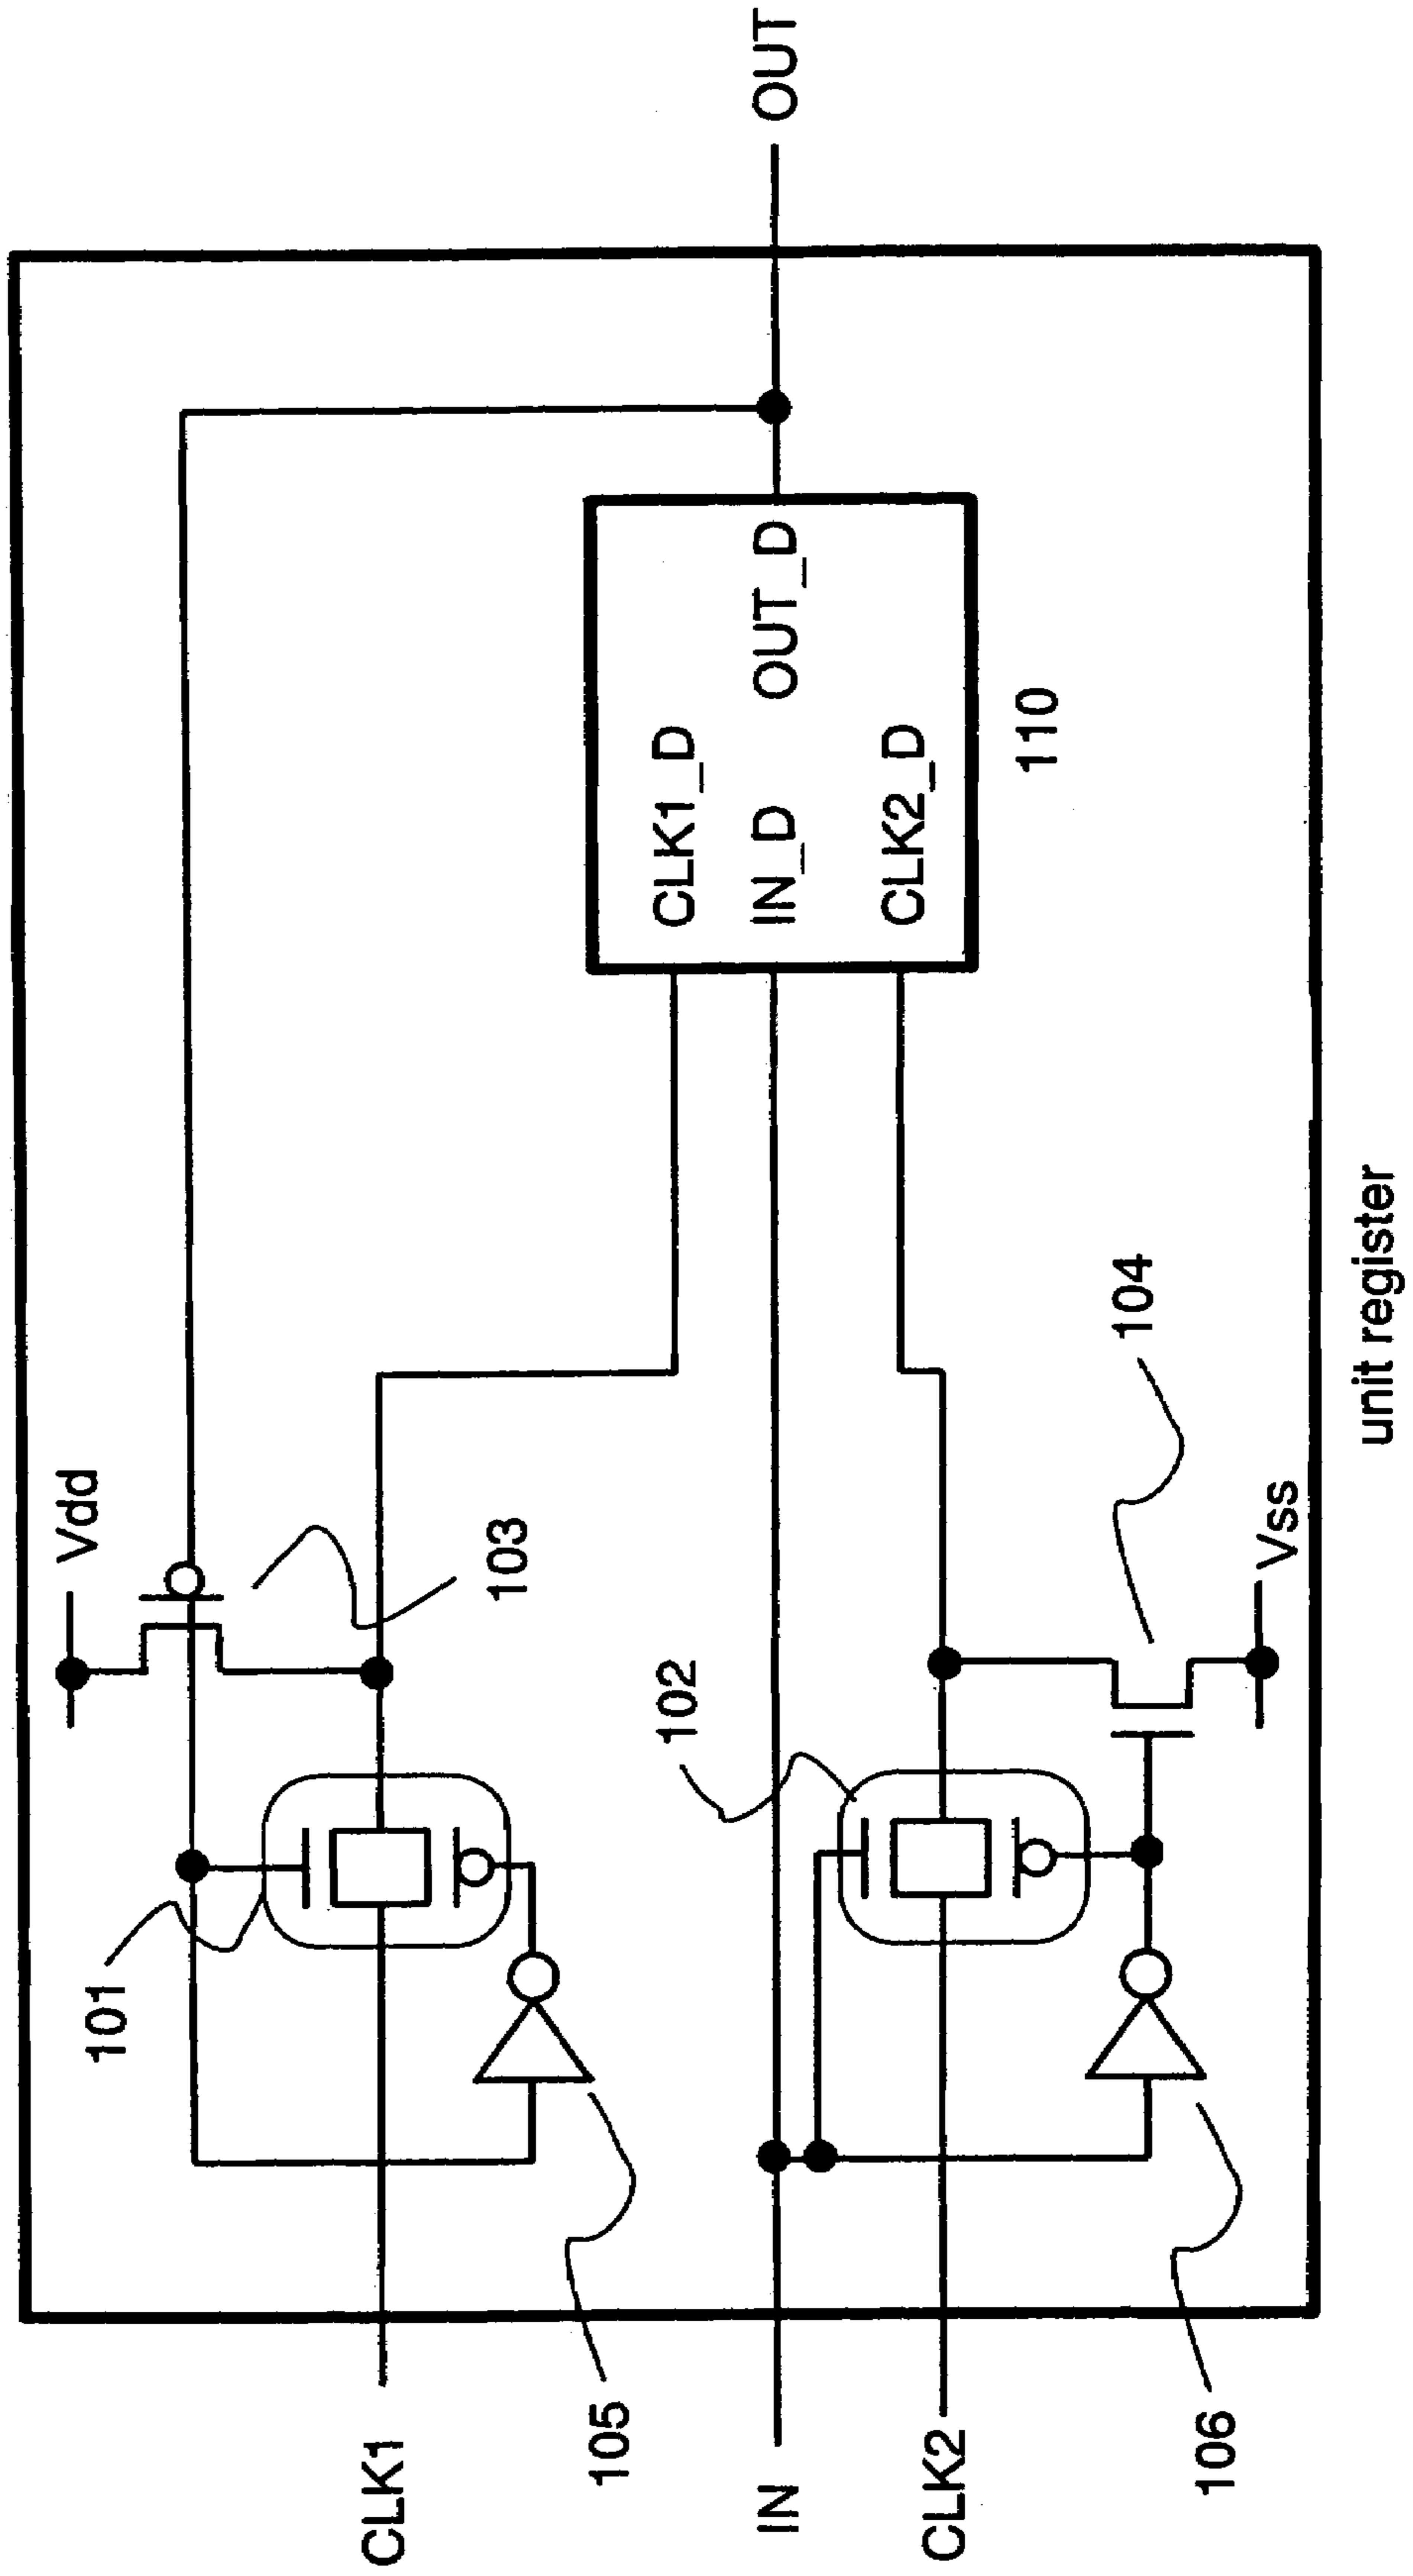 Vdd
103
101
CLK1
105
102
IN
CLK2
106
104
Vss
CLK1_D
IN_D
OUT_D
CLK2_D
110
OUT
unit register